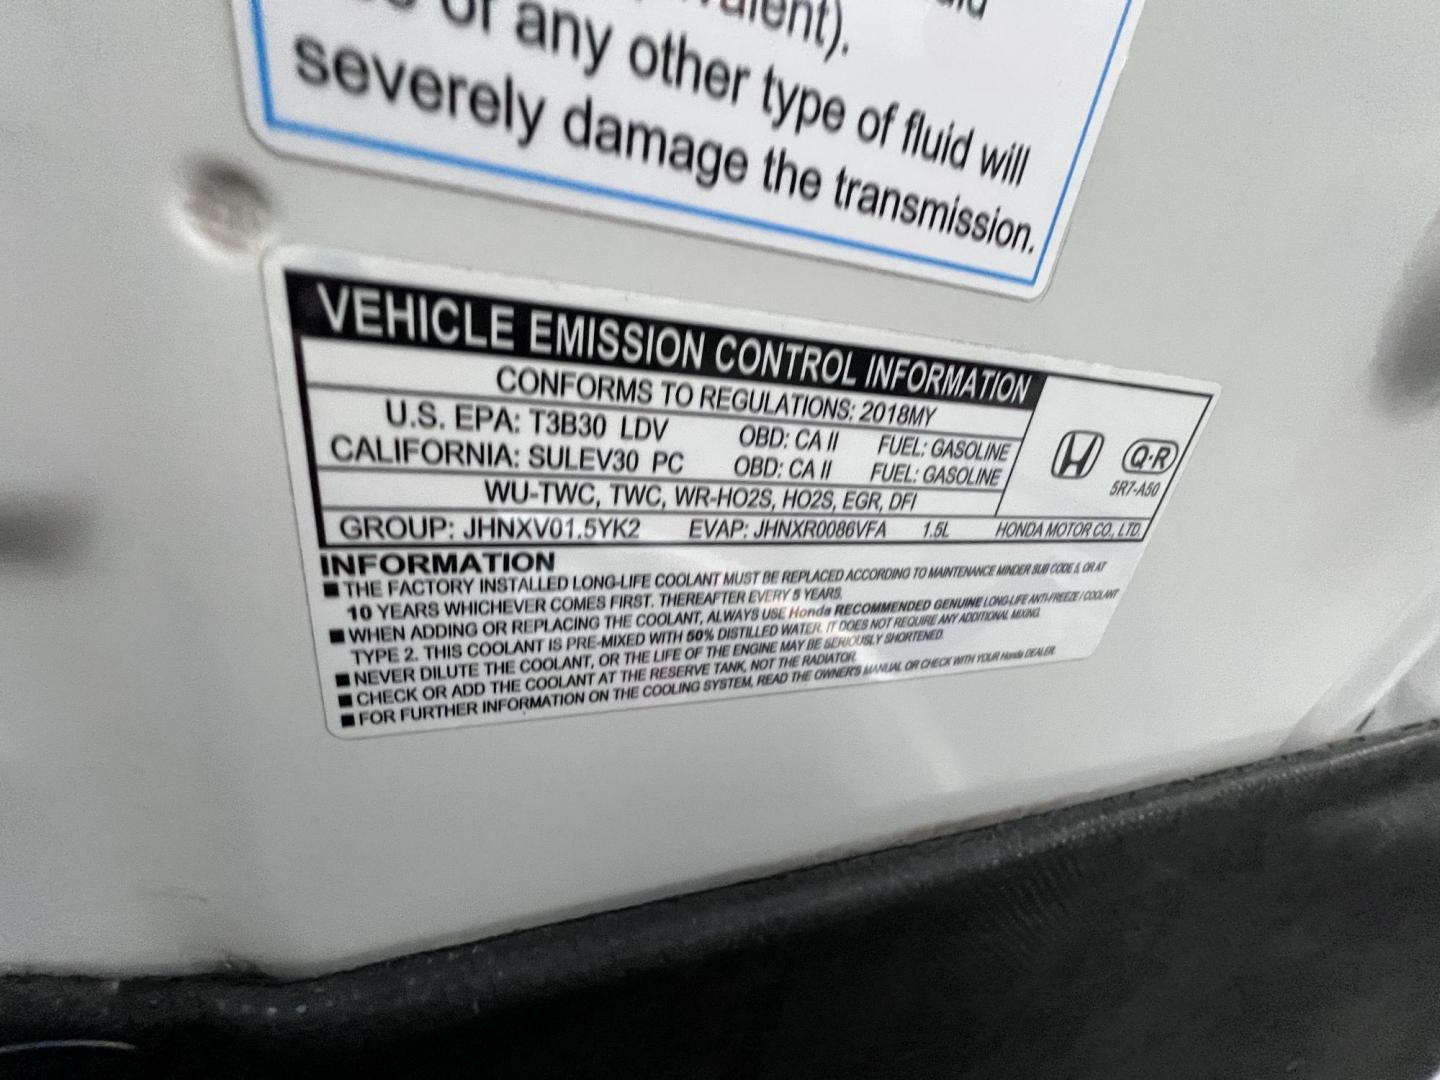 valent).
of any other type of fluid will
severely damage the transmission.
VEHICLE EMISSION CONTROL INFORMATION
CONFORMS TO REGULATIONS: 2018MY
U.S. EPA: T3B30 LDV OBD: CA II FUEL: GASOLINE
CALIFORNIA: SULEV30 PC OBD: CA II FUEL: GASOLINE
WU-TWC, TWC, WR-HO2S, HO2S, EGR, DFI
GROUP: JHNXV01.5YK2 EVAP: JHNXR0086VFA 1.5L HONDA MOTOR CO., LTD.
H Q·R
5R7-A50
INFORMATION
■ THE FACTORY INSTALLED LONG-LIFE COOLANT MUST BE REPLACED ACCORDING TO MAINTENANCE MINDER SUB CODE 5, OR AT
10 YEARS WHICHEVER COMES FIRST. THEREAFTER EVERY 5 YEARS.
■ WHEN ADDING OR REPLACING THE COOLANT, ALWAYS USE Honda RECOMMENDED GENUINE LONG-LIFE ANTI-FREEZE / COOLANT
TYPE 2. THIS COOLANT IS PRE-MIXED WITH 50% DISTILLED WATER. IT DOES NOT REQUIRE ANY ADDITIONAL MIXING.
■ NEVER DILUTE THE COOLANT, OR THE LIFE OF THE ENGINE MAY BE SERIOUSLY SHORTENED.
■ CHECK OR ADD THE COOLANT AT THE RESERVE TANK, NOT THE RADIATOR.
■ FOR FURTHER INFORMATION ON THE COOLING SYSTEM, READ THE OWNER'S MANUAL OR CHECK WITH YOUR Honda DEALER.